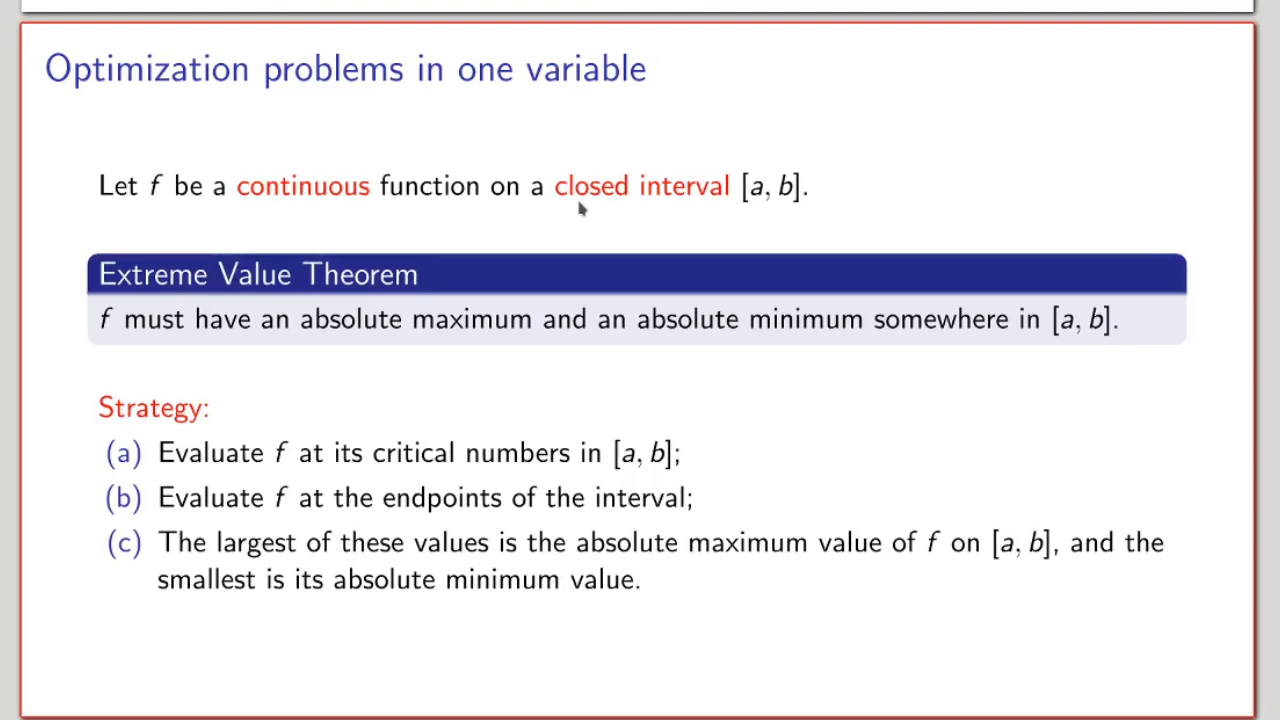 Optimization problems in one variable
Let f be a continuous function on a closed interval [a, b].
Extreme Value Theorem
f must have an absolute maximum and an absolute minimum somewhere in [a, b].
Strategy:
(a) Evaluate f at its critical numbers in [a, b];
(b) Evaluate f at the endpoints of the interval;
(c) The largest of these values is the absolute maximum value of f on [a, b], and the
smallest is its absolute minimum value.